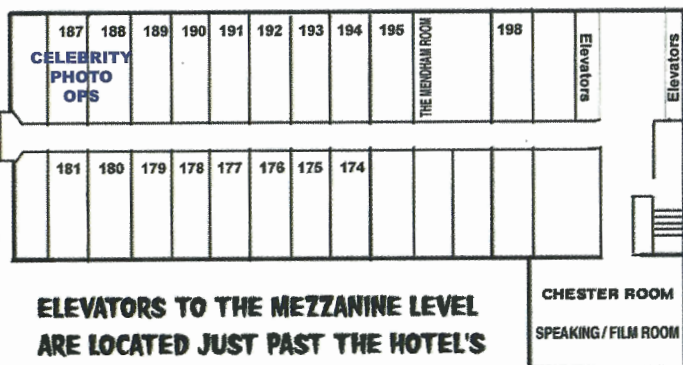 187 188 189 190 191 192 193 194 195 THE MENDHAM ROOM 198 Elevators Elevators
CELEBRITY
PHOTO
OPS
181 180 179 178 177 176 175 174
ELEVATORS TO THE MEZZANINE LEVEL
ARE LOCATED JUST PAST THE HOTEL'S
CHESTER ROOM
SPEAKING / FILM ROOM